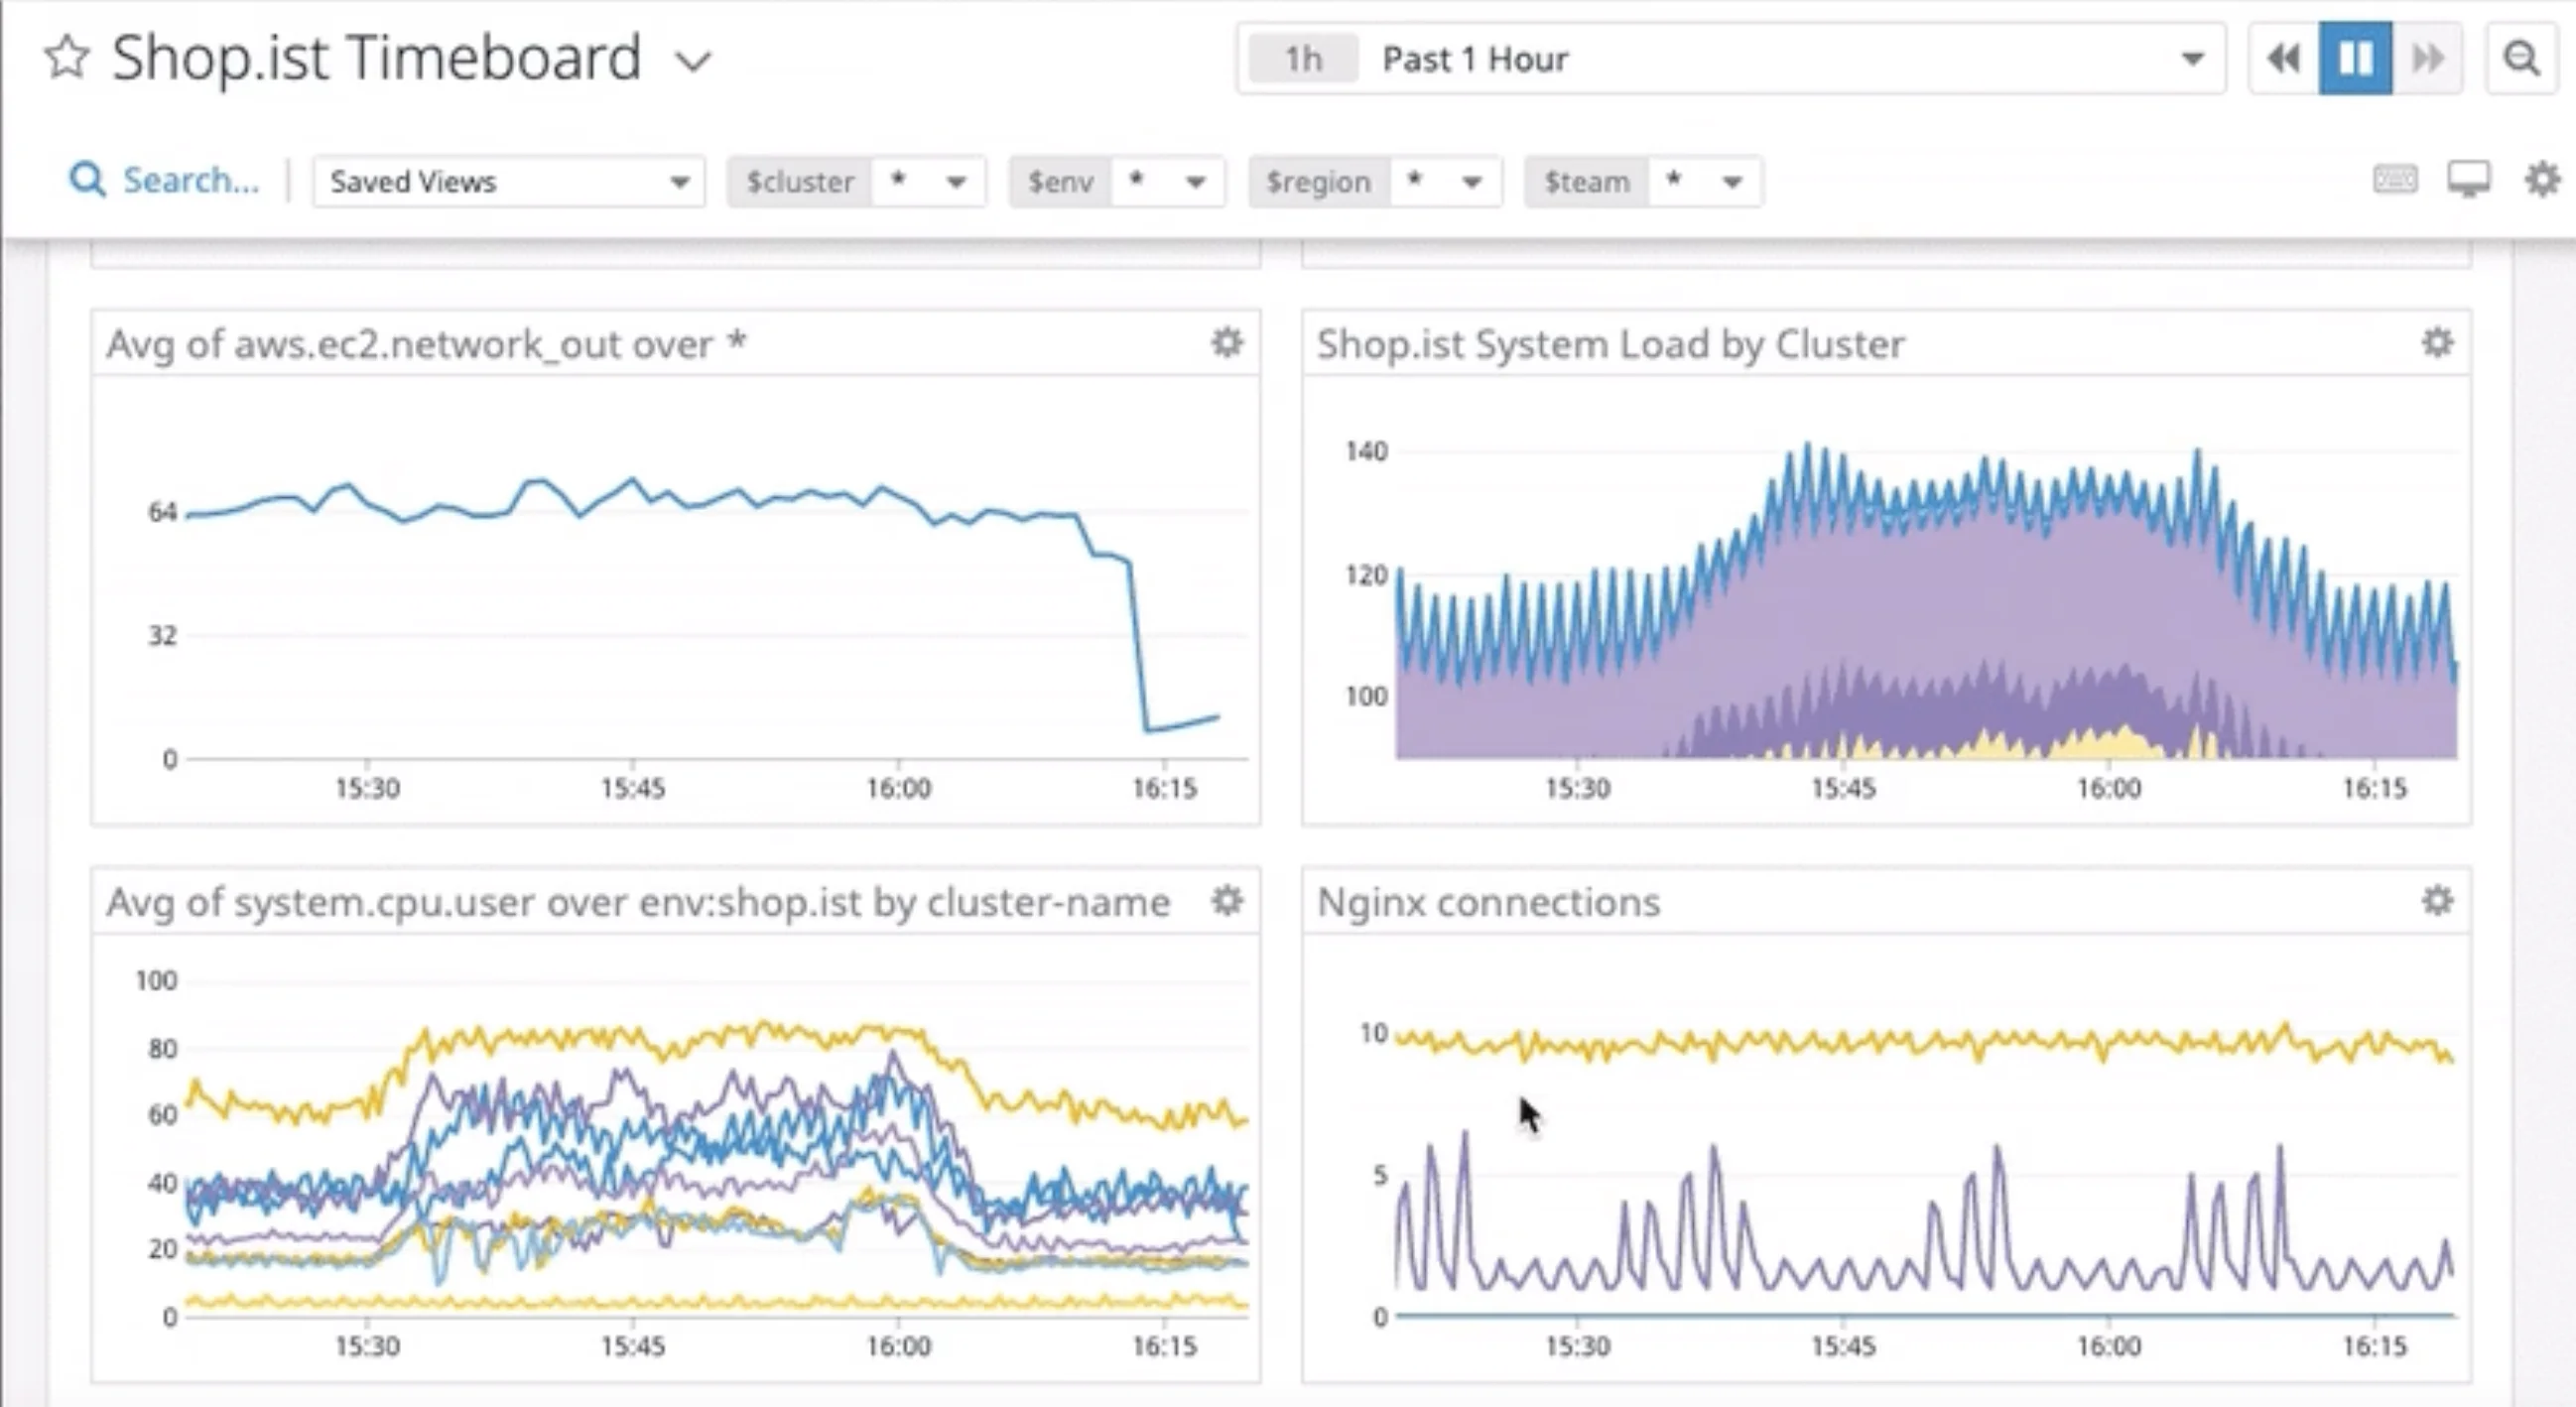 Shop.ist Timeboard
1h Past 1 Hour
Search...
Saved Views
$cluster *
$env *
$region *
$team *
Avg of aws.ec2.network_out over *
64
32
0
15:30 15:45 16:00 16:15
Shop.ist System Load by Cluster
140
120
100
15:30 15:45 16:00 16:15
Avg of system.cpu.user over env:shop.ist by cluster-name
100
80
60
40
20
0
15:30 15:45 16:00 16:15
Nginx connections
10
5
0
15:30 15:45 16:00 16:15